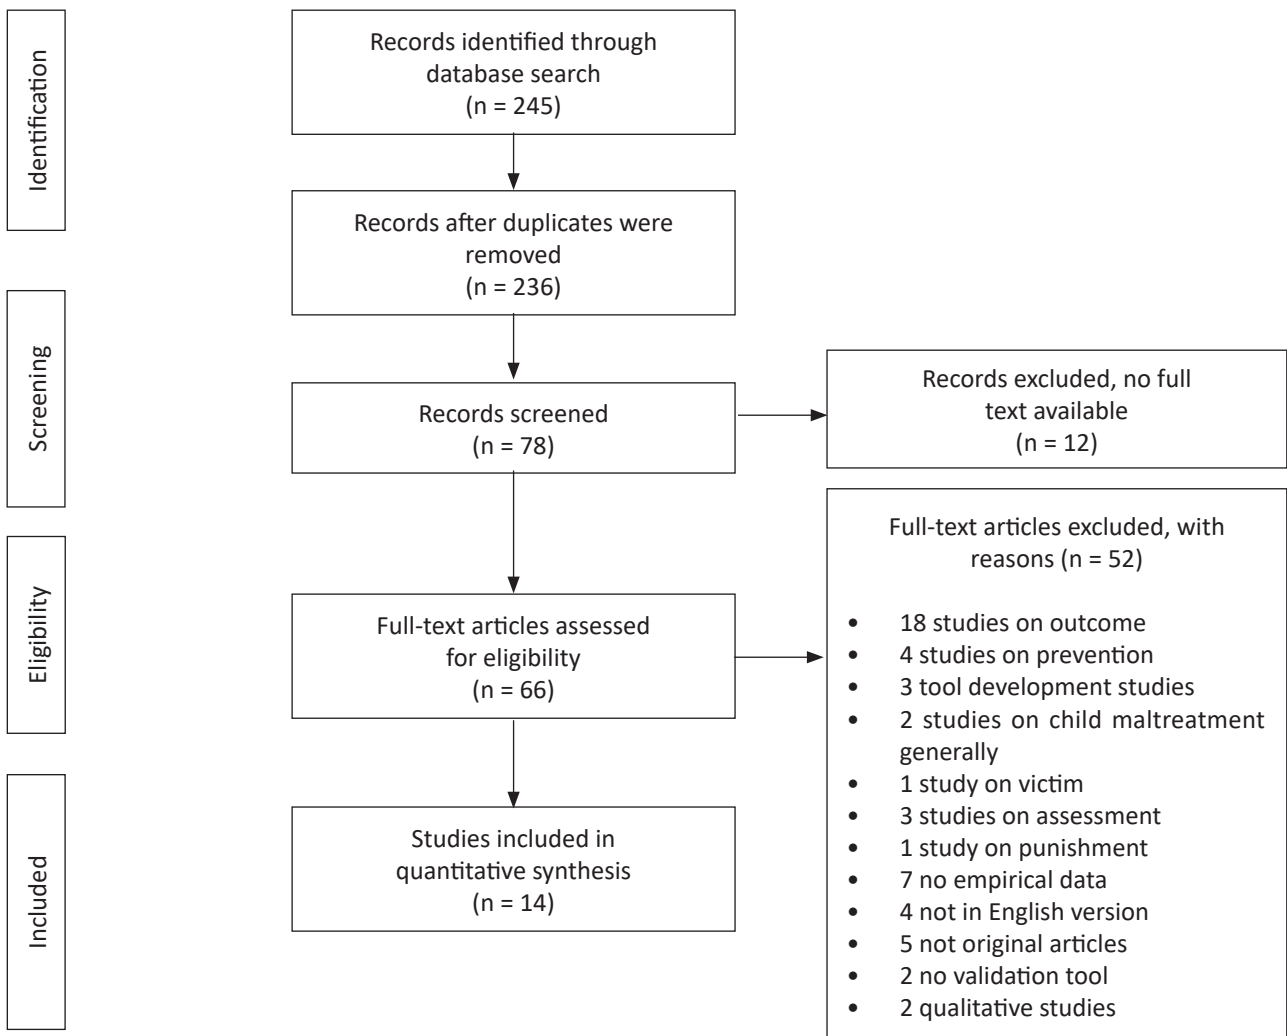 Identification
Records identified through
database search
(n = 245)
Records after duplicates were
removed
(n = 236)
Screening
Records screened
(n = 78)
Records excluded, no full
text available
(n = 12)
Eligibility
Full-text articles assessed
for eligibility
(n = 66)
Full-text articles excluded, with
reasons (n = 52)
• 18 studies on outcome
• 4 studies on prevention
• 3 tool development studies
• 2 studies on child maltreatment
generally
• 1 study on victim
• 3 studies on assessment
• 1 study on punishment
• 7 no empirical data
• 4 not in English version
• 5 not original articles
• 2 no validation tool
• 2 qualitative studies
Included
Studies included in
quantitative synthesis
(n = 14)